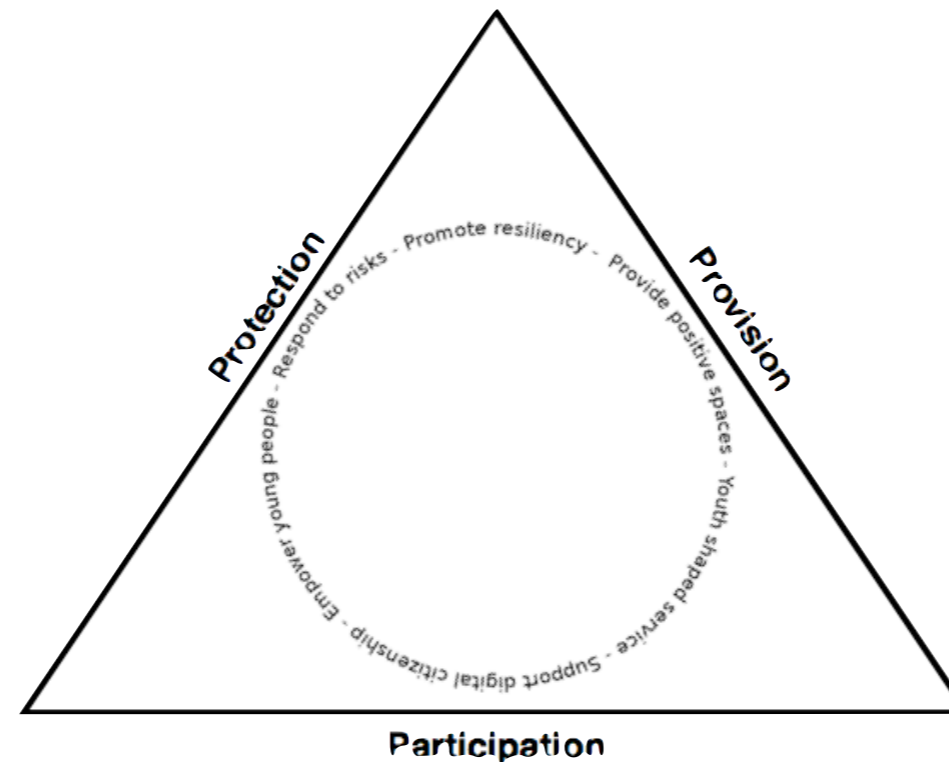 Protection
Provision
Promote resiliency - Provide positive spaces - Youth shaped service - Support digital citizenship - Empower young people - Respond to risks -
Participation